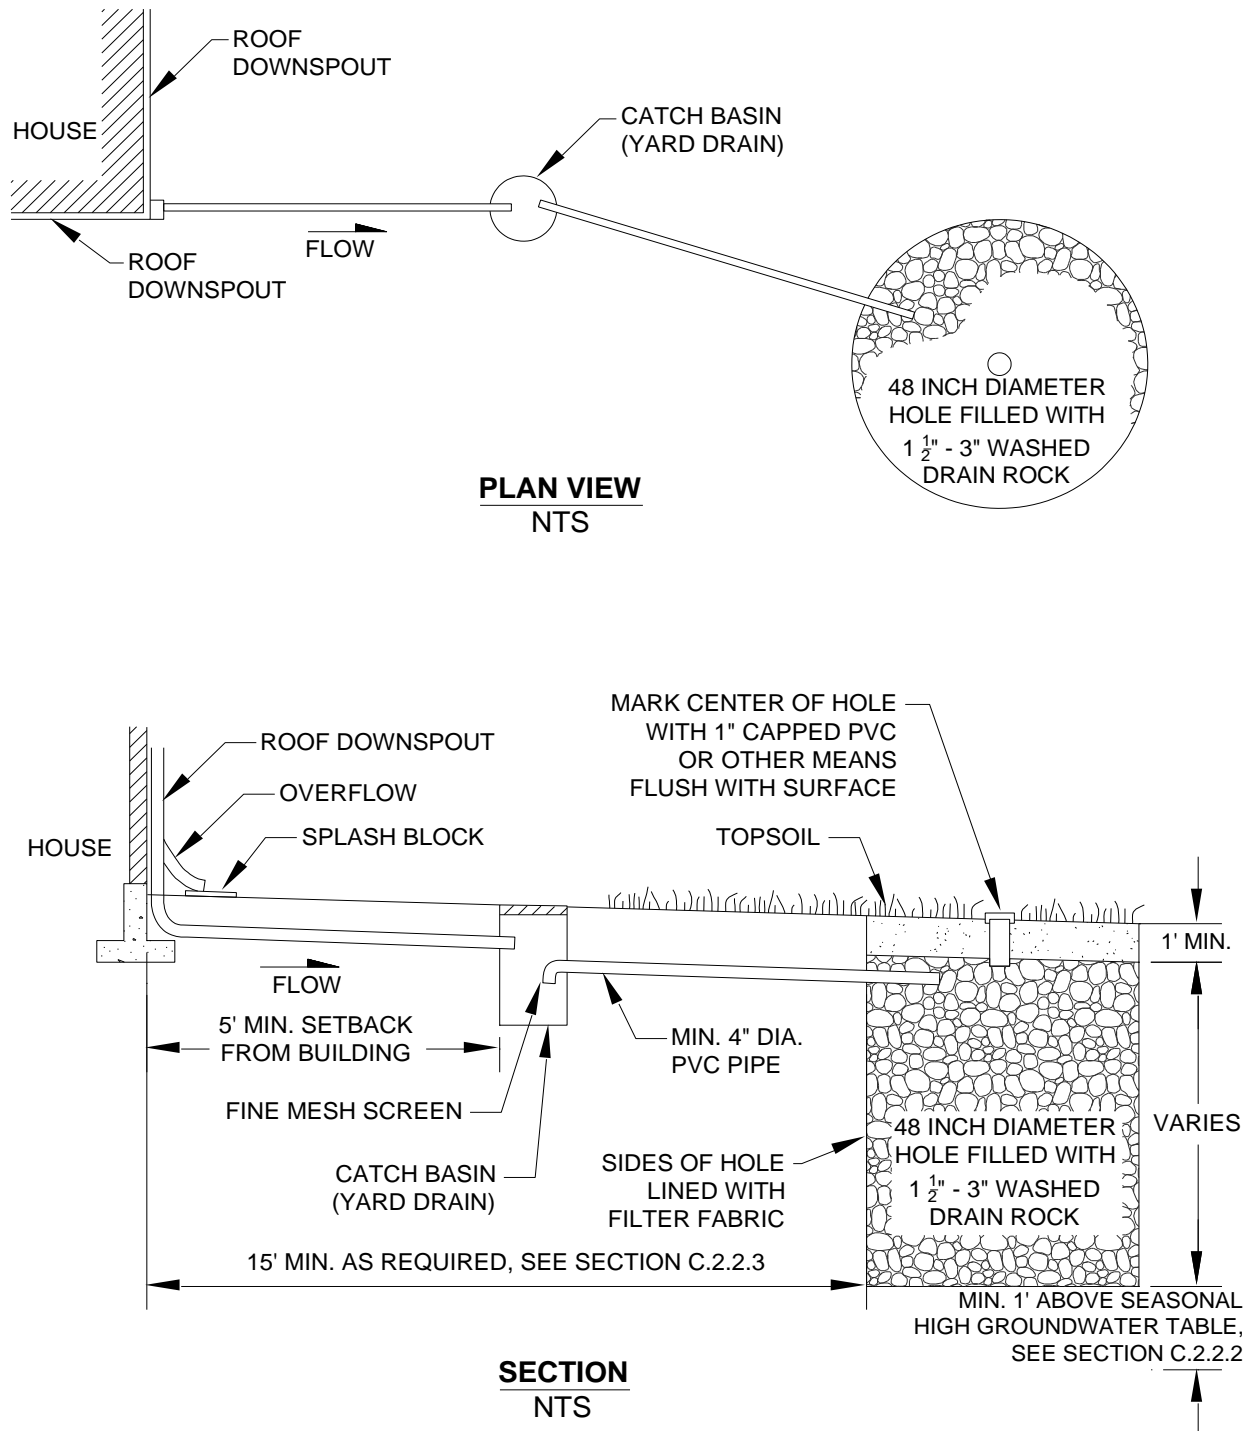 ROOF
DOWNSPOUT
HOUSE
CATCH BASIN
(YARD DRAIN)
FLOW
ROOF
DOWNSPOUT
48 INCH DIAMETER
HOLE FILLED WITH
1 1/2" - 3" WASHED
DRAIN ROCK
PLAN VIEW
NTS
MARK CENTER OF HOLE
WITH 1" CAPPED PVC
OR OTHER MEANS
FLUSH WITH SURFACE
ROOF DOWNSPOUT
OVERFLOW
SPLASH BLOCK
TOPSOIL
HOUSE
1' MIN.
FLOW
5' MIN. SETBACK
FROM BUILDING
MIN. 4" DIA.
PVC PIPE
FINE MESH SCREEN
CATCH BASIN
(YARD DRAIN)
SIDES OF HOLE
LINED WITH
FILTER FABRIC
48 INCH DIAMETER
HOLE FILLED WITH
1 1/2" - 3" WASHED
DRAIN ROCK
VARIES
15' MIN. AS REQUIRED, SEE SECTION C.2.2.3
MIN. 1' ABOVE SEASONAL
HIGH GROUNDWATER TABLE,
SEE SECTION C.2.2.2
SECTION
NTS